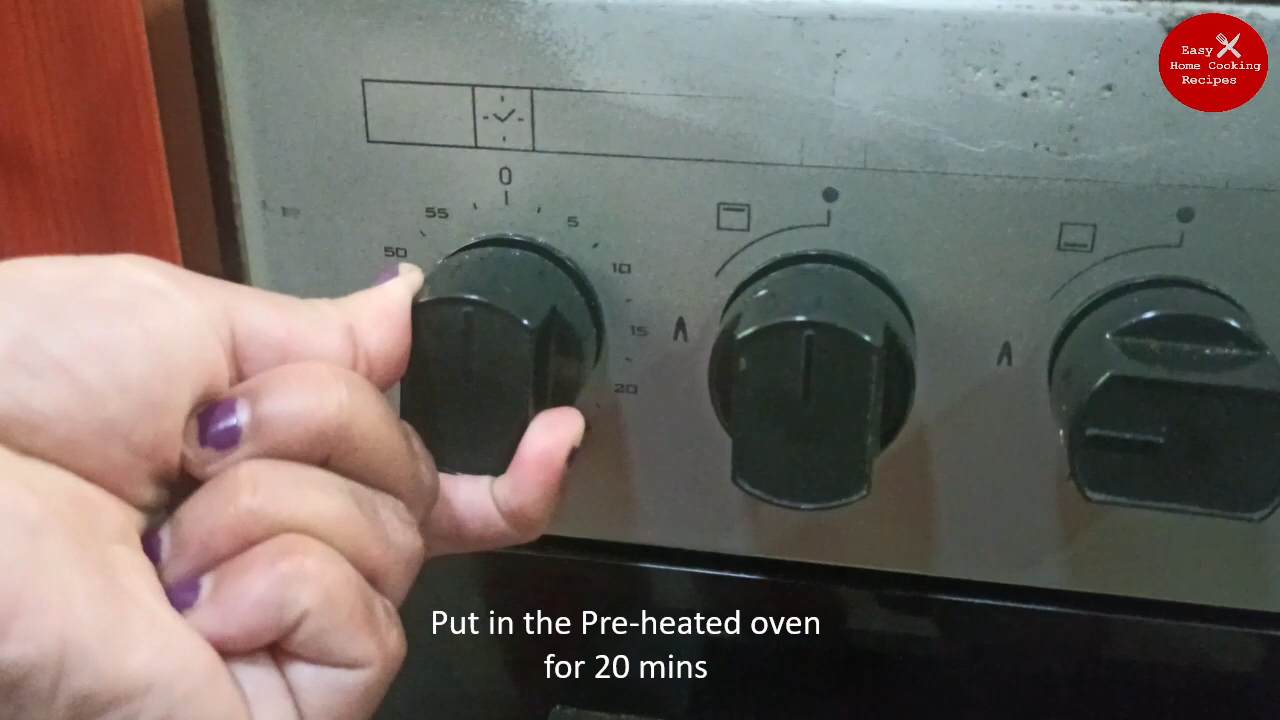 Easy
Home Cooking
Recipes
0
55
5
50
10
15
20
Put in the Pre-heated oven
for 20 mins